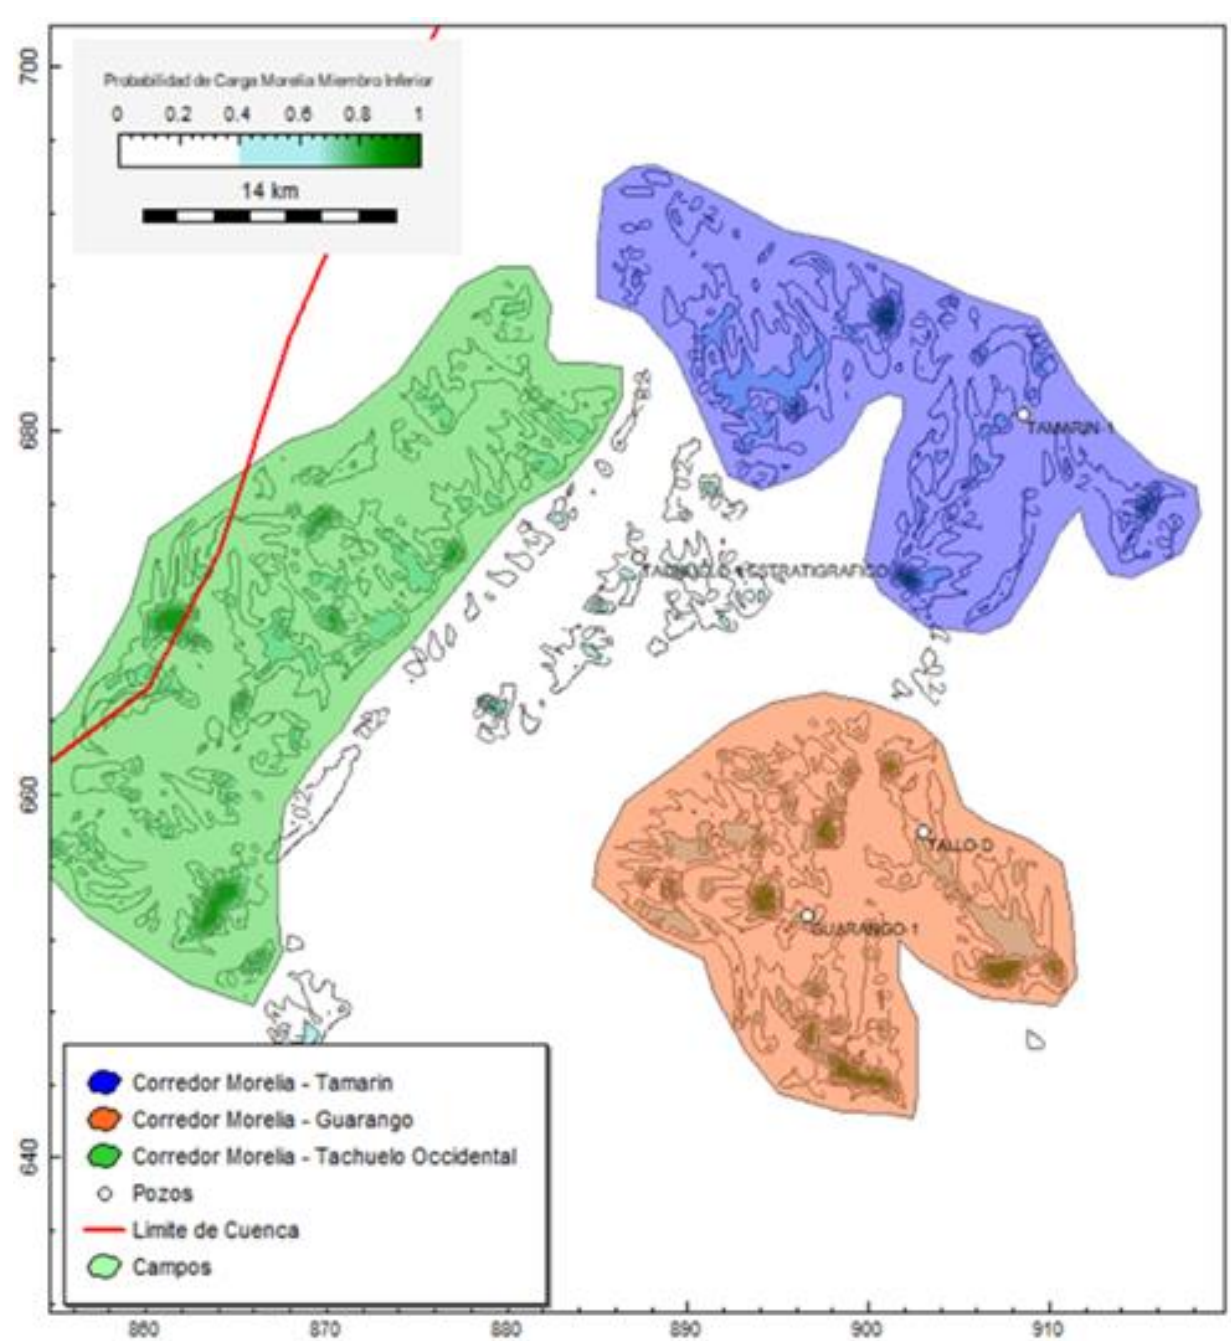 700
Probabilidad de Carga Morelia Miembro Inferior
0 0.2 0.4 0.6 0.8 1
14 km
680
TAMARIN-1
ESTRATIGRAFICO
660
TALLO-D
GUARANGO-1
640
Corredor Morelia - Tamarin
Corredor Morelia - Guarango
Corredor Morelia - Tachuelo Occidental
Pozos
Limite de Cuenca
Campos
860 870 880 890 900 910